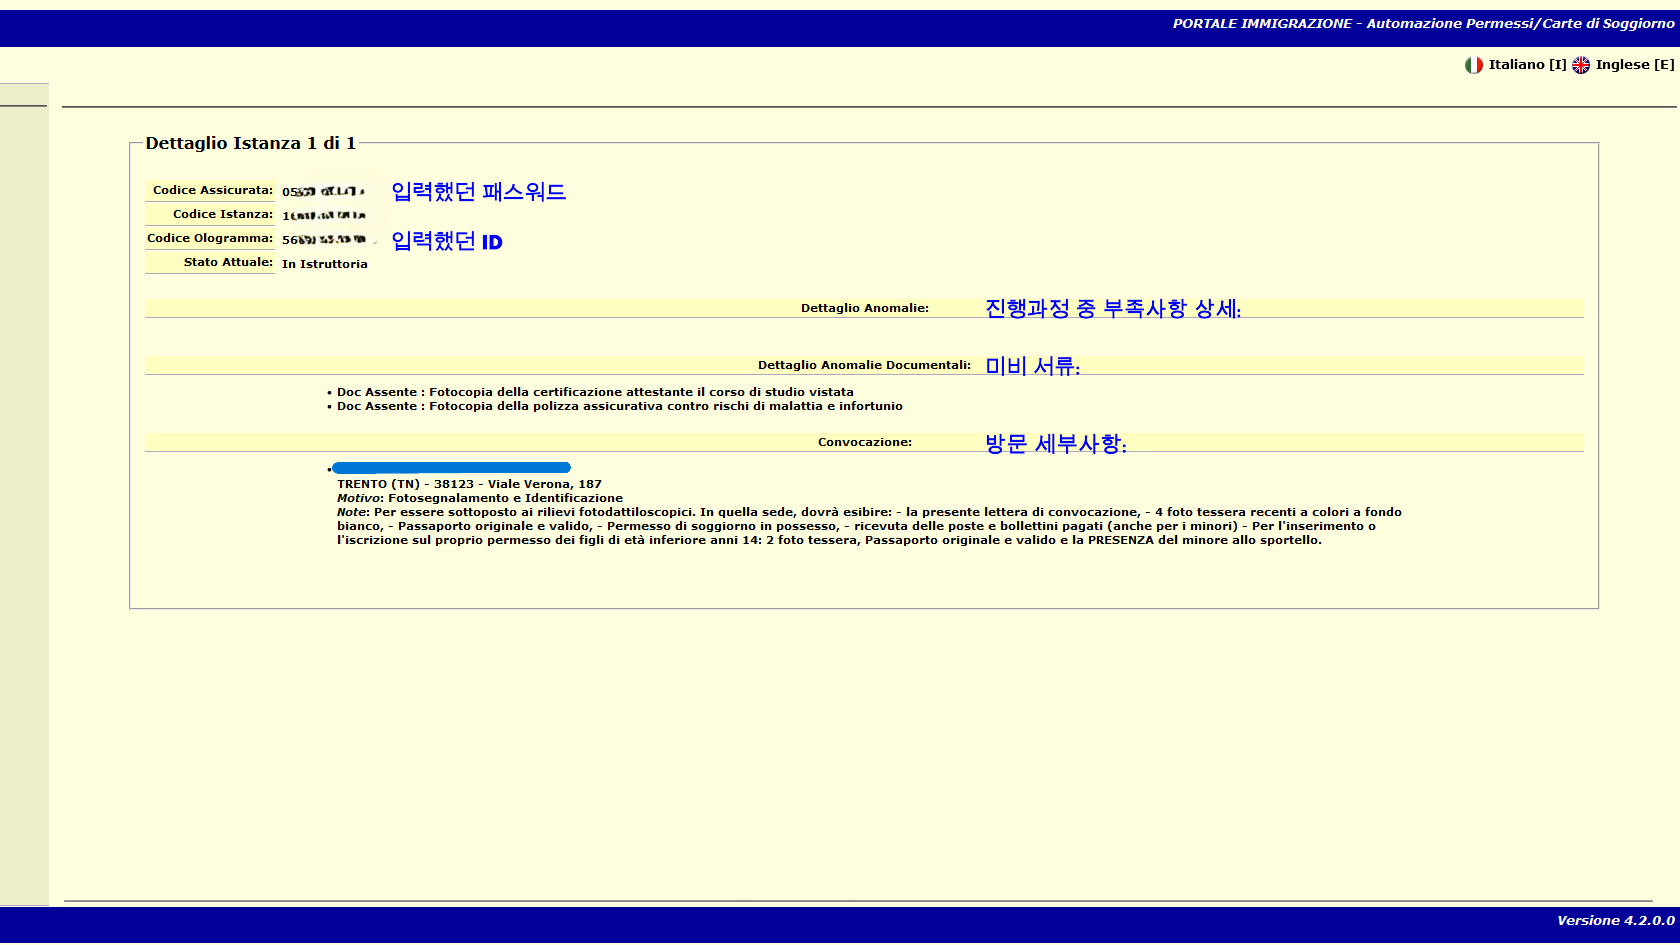 PORTALE IMMIGRAZIONE - Automazione Permessi/Carte di Soggiorno
Italiano [I] Inglese [E]
Dettaglio Istanza 1 di 1
Codice Assicurata: 입력했던 패스워드
Codice Istanza:
Codice Ologramma: 입력했던 ID
Stato Attuale: In Istruttoria
Dettaglio Anomalie: 진행과정 중 부족사항 상세:
Dettaglio Anomalie Documentali: 미비 서류:
• Doc Assente : Fotocopia della certificazione attestante il corso di studio vistata
• Doc Assente : Fotocopia della polizza assicurativa contro rischi di malattia e infortunio
Convocazione: 방문 세부사항:
TRENTO (TN) - 38123 - Viale Verona, 187
Motivo: Fotosegnalamento e Identificazione
Note: Per essere sottoposto ai rilievi fotodattiloscopici. In quella sede, dovrà esibire: - la presente lettera di convocazione, - 4 foto tessera recenti a colori a fondo
bianco, - Passaporto originale e valido, - Permesso di soggiorno in possesso, - ricevuta delle poste e bollettini pagati (anche per i minori) - Per l'inserimento o
l'iscrizione sul proprio permesso dei figli di età inferiore anni 14: 2 foto tessera, Passaporto originale e valido e la PRESENZA del minore allo sportello.
Versione 4.2.0.0